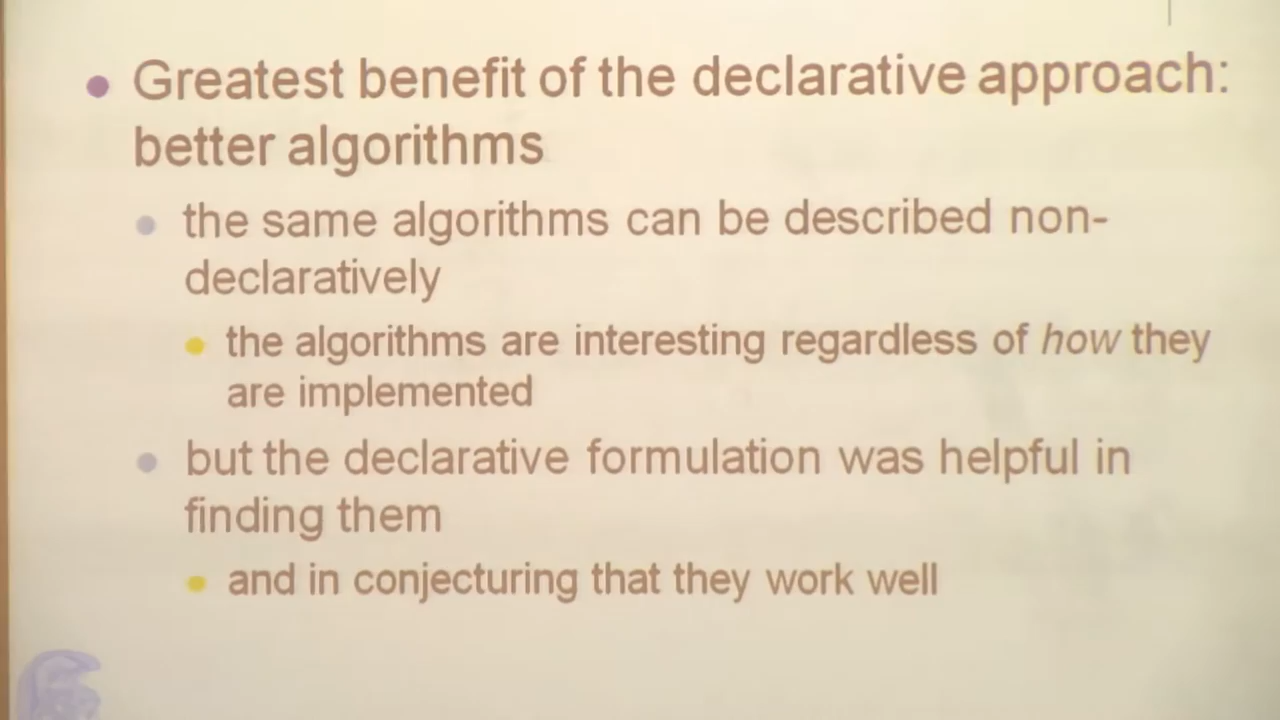 Greatest benefit of the declarative approach:
better algorithms
the same algorithms can be described non-
declaratively
the algorithms are interesting regardless of how they
are implemented
but the declarative formulation was helpful in
finding them
and in conjecturing that they work well